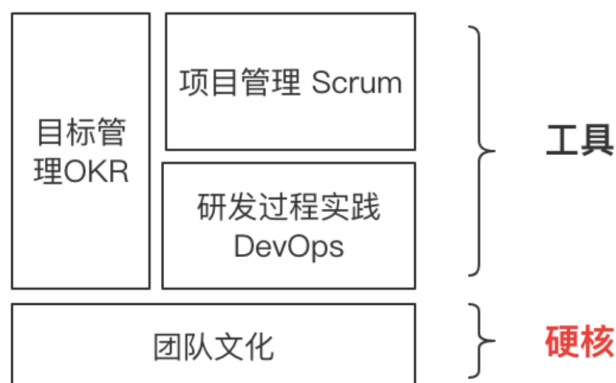 目标管
理OKR
项目管理 Scrum
研发过程实践
DevOps
工具
团队文化
硬核